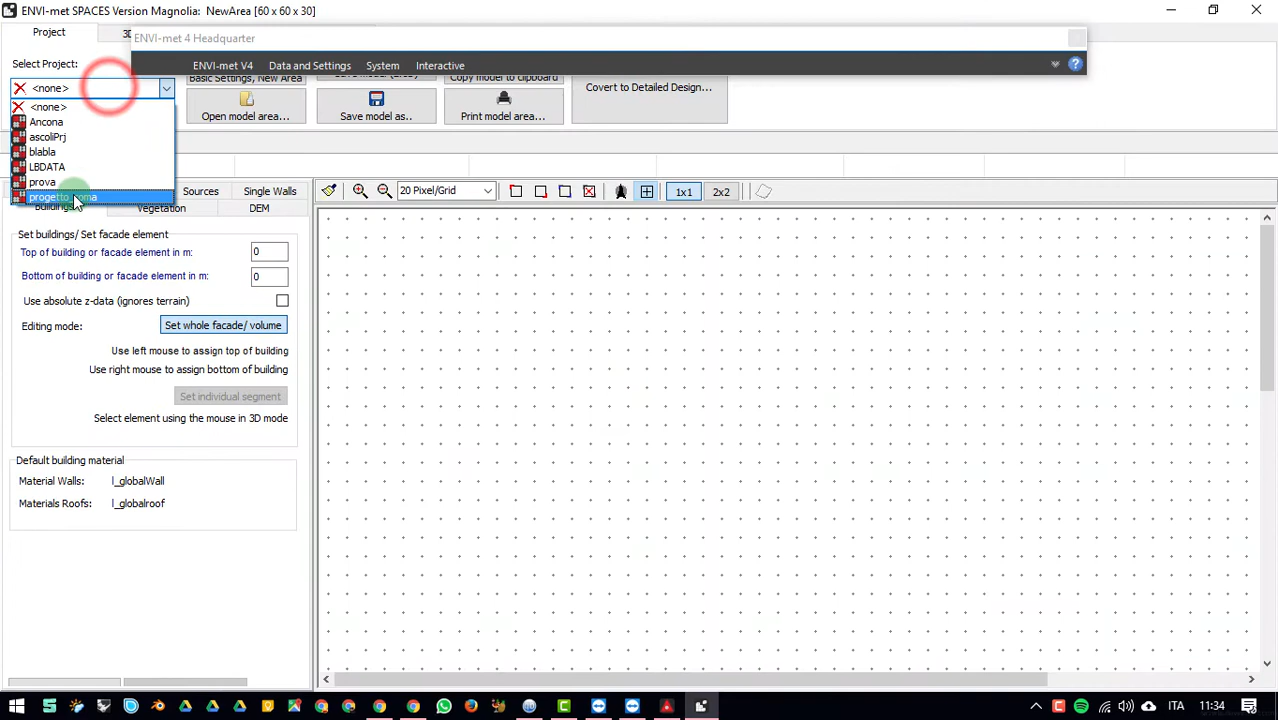 ENVI-met SPACES Version Magnolia: NewArea [60 x 60 x 30]
Project
ENVI-met 4 Headquarter
Select Project:
ENVI-met V4 Data and Settings System Interactive
<none>
Basic Settings, New Area
Copy model to clipboard
Convert to Detailed Design...
<none>
Ancona
Open model area...
Save model as..
Print model area...
ascoliPrj
blabla
LBDATA
prova
Sources
Single Walls
20 Pixel/Grid
1x1
2x2
Vegetation
DEM
Set buildings/ Set facade element
Top of building or facade element in m: 0
Bottom of building or facade element in m: 0
Use absolute z-data (ignores terrain)
Editing mode: Set whole facade/ volume
Use left mouse to assign top of building
Use right mouse to assign bottom of building
Set individual segment
Select element using the mouse in 3D mode
Default building material
Material Walls: l_globalWall
Materials Roofs: l_globalroof
ITA
11:34